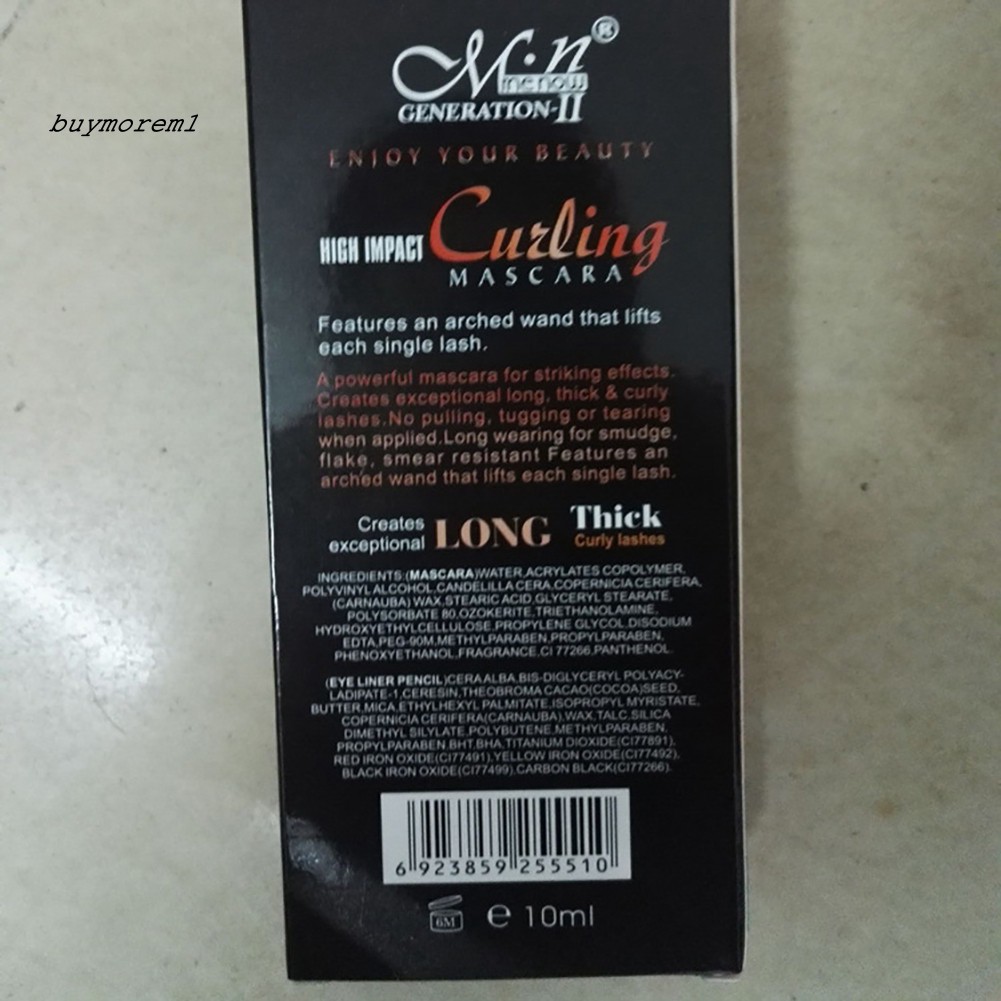 M·n®
menow
GENERATION-II
buymorem1
ENJOY YOUR BEAUTY
HIGH IMPACT Curling
MASCARA
Features an arched wand that lifts
each single lash.
A powerful mascara for striking effects.
Creates exceptional long, thick & curly
lashes.No pulling, tugging or tearing
when applied.Long wearing for smudge,
flake, smear resistant Features an
arched wand that lifts each single lash.
Creates
exceptional LONG Thick
Curly lashes
INGREDIENTS:(MASCARA)WATER,ACRYLATES COPOLYMER,
POLYVINYL ALCOHOL,CANDELILLA CERA,COPERNICIA CERIFERA,
(CARNAUBA) WAX,STEARIC ACID,GLYCERYL STEARATE,
POLYSORBATE 80,OZOKERITE,TRIETHANOLAMINE,
HYDROXYETHYLCELLULOSE,PROPYLENE GLYCOL,DISODIUM
EDTA,PEG-90M,METHYLPARABEN,PROPYLPARABEN,
PHENOXYETHANOL,FRAGRANCE,CI 77266,PANTHENOL.
(EYE LINER PENCIL)CERA ALBA,BIS-DIGLYCERYL POLYACY-
LADIPATE-1,CERESIN,THEOBROMA CACAO(COCOA)SEED,
BUTTER,MICA,ETHYLHEXYL PALMITATE,ISOPROPYL MYRISTATE,
COPERNICIA CERIFERA(CARNAUBA),WAX,TALC,SILICA
DIMETHYL SILYLATE,POLYBUTENE,METHYLPARABEN,
PROPYLPARABEN,BHT,BHA,TITANIUM DIOXIDE(CI77891),
RED IRON OXIDE(CI77491),YELLOW IRON OXIDE(CI77492),
BLACK IRON OXIDE(CI77499),CARBON BLACK(CI77266).
6 923859 255510
6M e 10ml